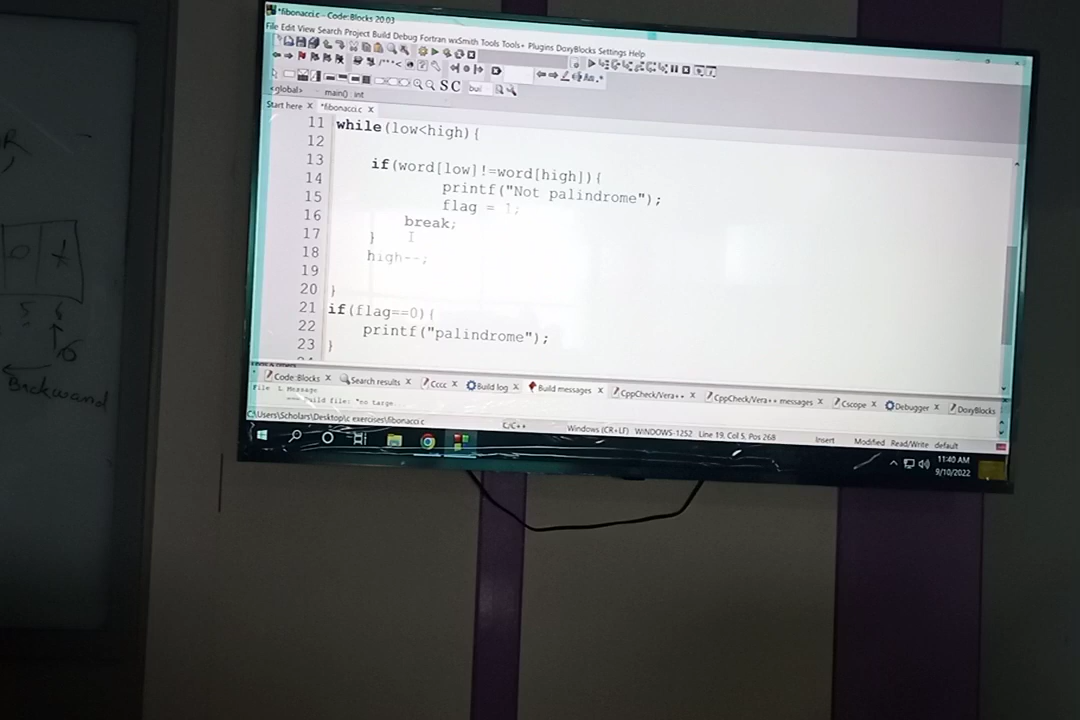 *fibonacci.c - Code::Blocks 20.03
File Edit View Search Project Build Debug Fortran wxSmith Tools Tools+ Plugins DoxyBlocks Settings Help
SC
<global> main() : int
Start here X *fibonacci.c X
11 while(low<high){
12
13 if(word[low]!=word[high]){
14 printf("Not palindrome");
15 flag = 1;
16 break;
17 }
18 high--;
19
20 }
21 if(flag==0){
22 printf("palindrome");
23 }
Code::Blocks X Search results X Cccc X Build log X Build messages X CppCheck/Vera++ X CppCheck/Vera++ messages X Cscope X Debugger X DoxyBlocks
File L Message
C:\Users\Scholars\Desktop\c exercises\fibonacci.c C/C++ Windows (CR+LF) WINDOWS-1252 Line 19, Col 5, Pos 268 Insert Modified Read/Write default
11:40 AM
9/10/2022
R
5 6
Backward